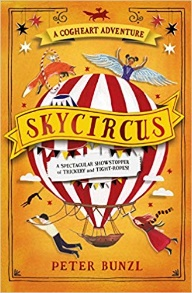 A COGHEART ADVENTURE
SKYCIRCUS
A SPECTACULAR SHOWSTOPPER
of TRICKERY and TIGHT-ROPES!
PETER BUNZL